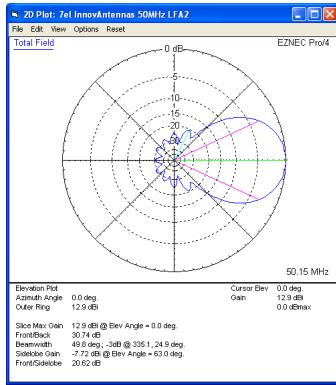 2D Plot: 7el InnovAntennas 50MHz LFA2
File Edit View Options Reset
Total Field
EZNEC Pro/4
0 dB
-5
-10
-15
-20
-30
50.15 MHz
Elevation Plot
Azimuth Angle 0.0 deg.
Outer Ring 12.9 dBi
Cursor Elev 0.0 deg.
Gain 12.9 dBi
0.0 dBmax
Slice Max Gain 12.9 dBi @ Elev Angle = 0.0 deg.
Front/Back 30.74 dB
Beamwidth 49.8 deg.; -3dB @ 335.1, 24.9 deg.
Sidelobe Gain -7.72 dBi @ Elev Angle = 63.0 deg.
Front/Sidelobe 20.62 dB